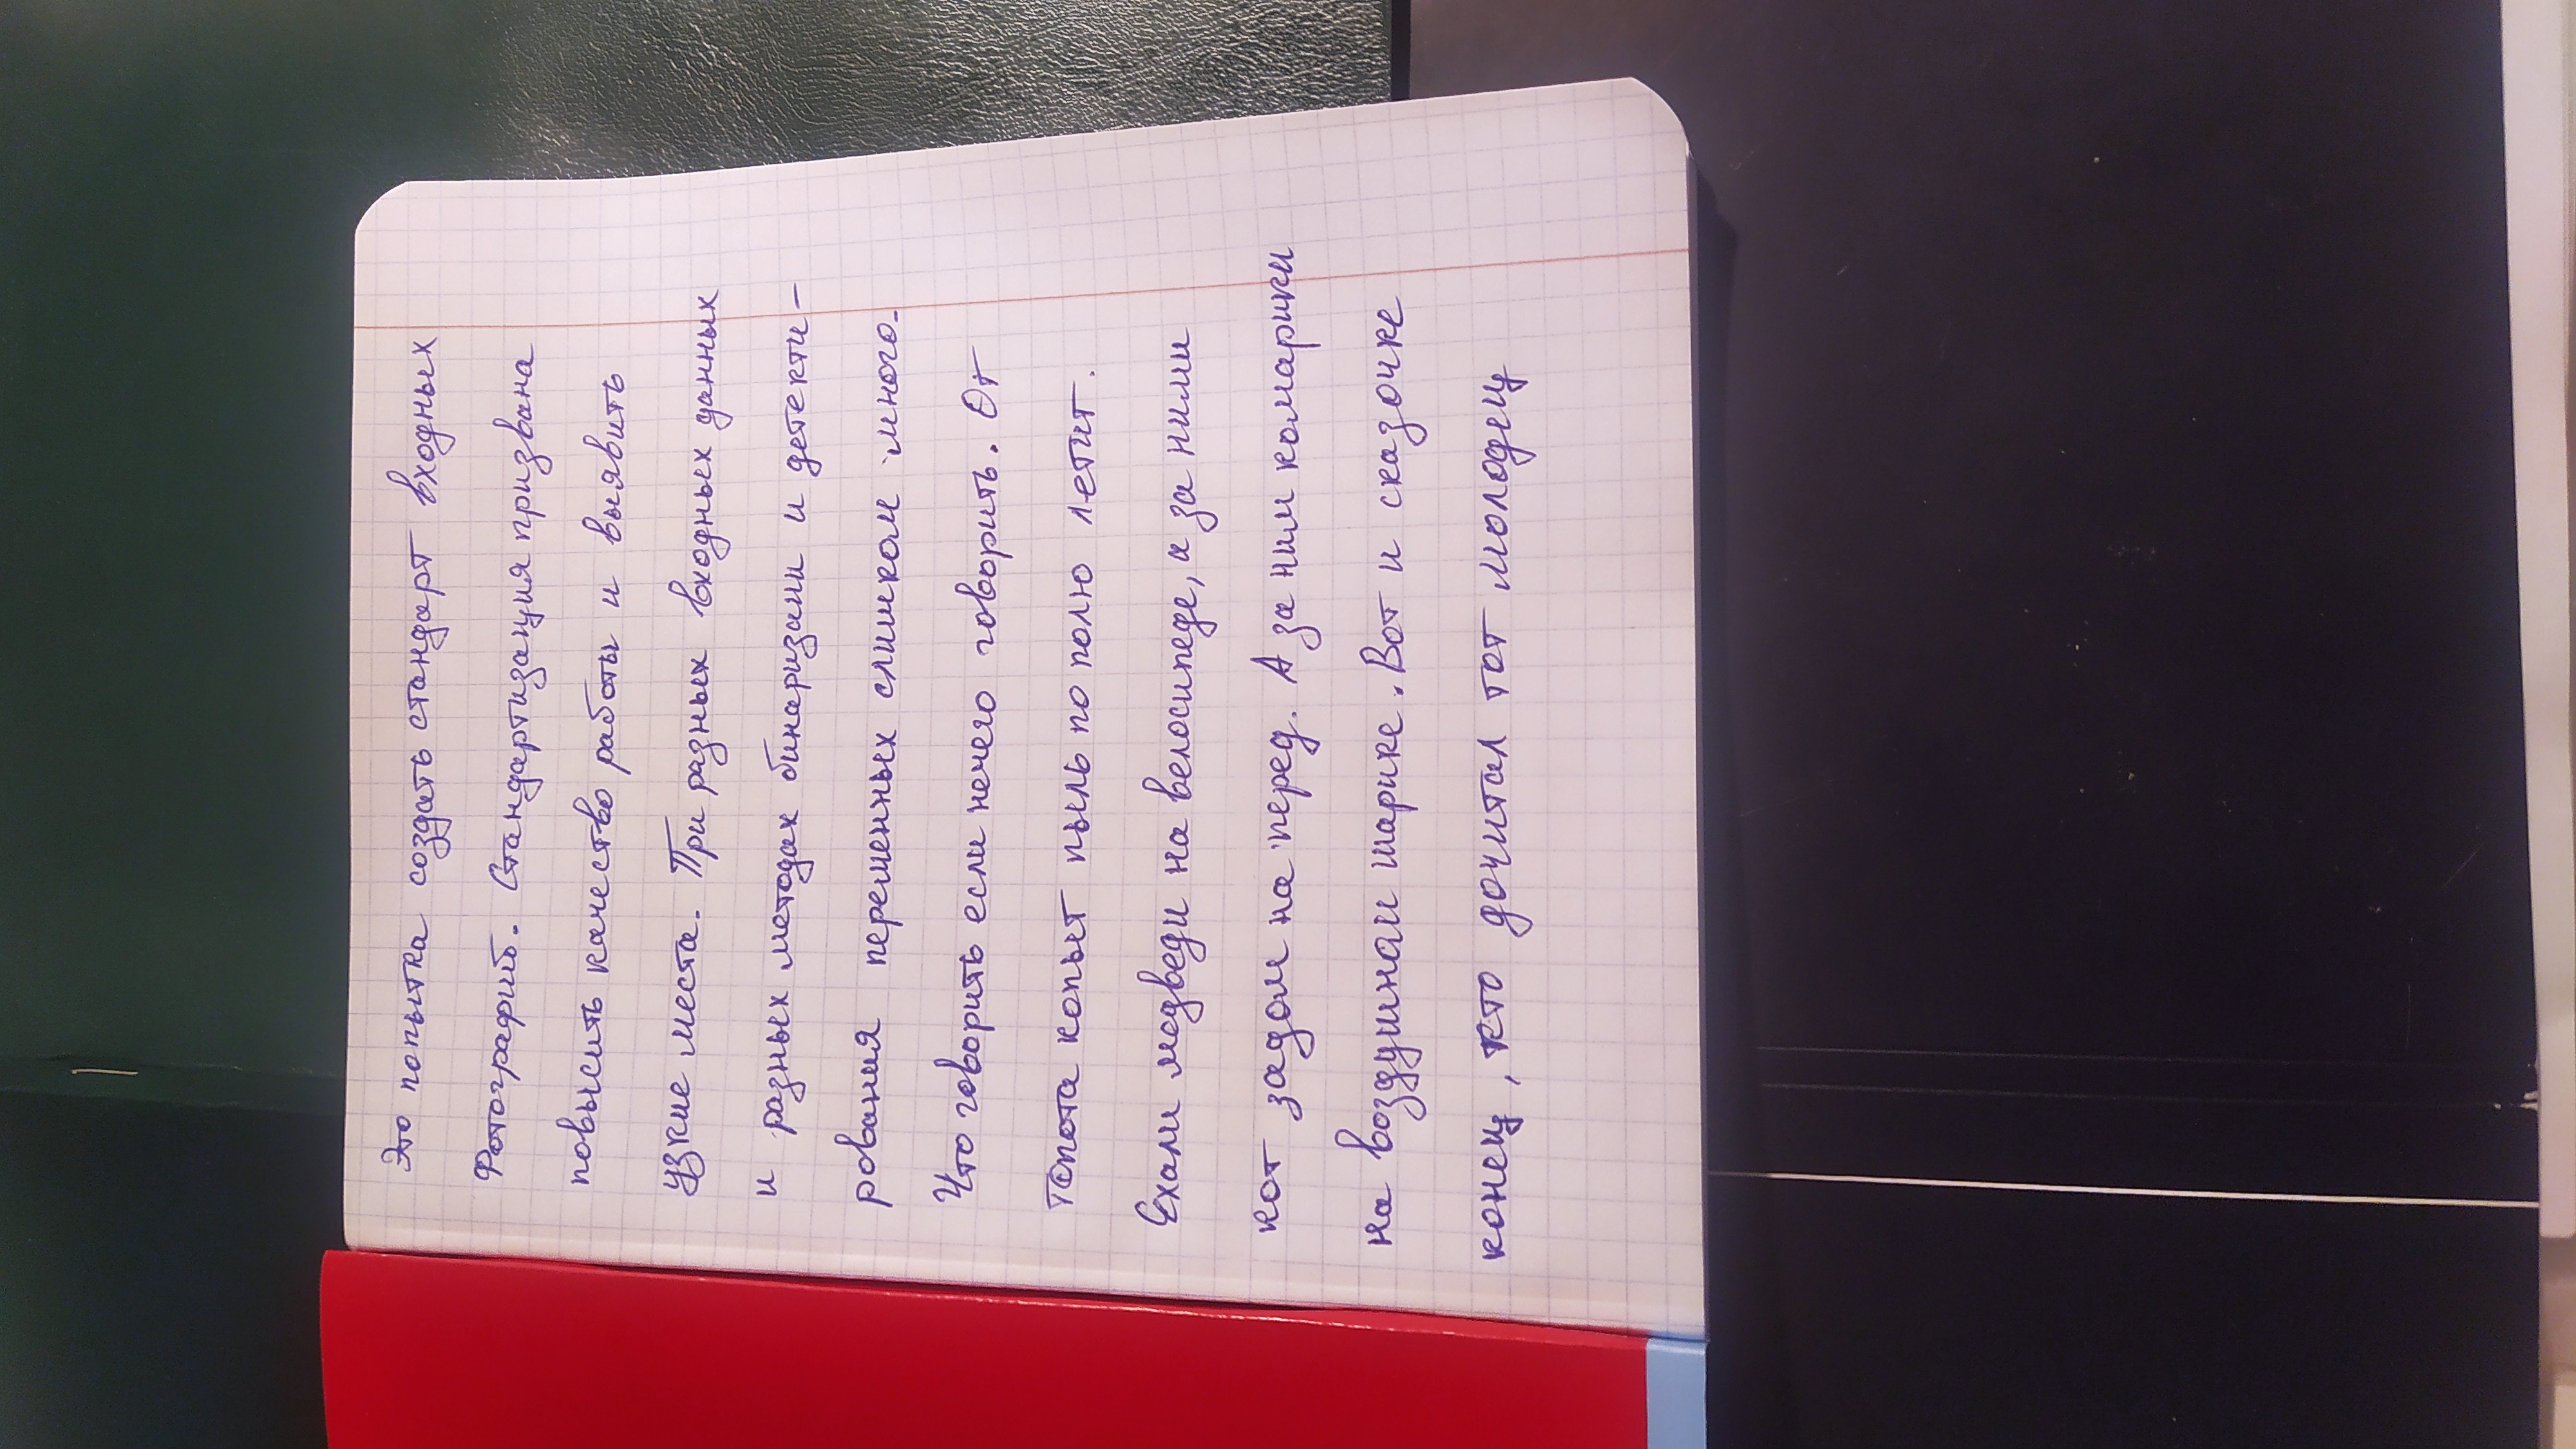 Это попытка создать стандарт входных
Фотографий. Стандартизация призвана
повысить качество работы и выявить
узкие места. При разных входных данных
и разных методах бинаризации и детекти-
рования переменных слишком много.
Что говорить если нечего говорить. От
топота копыт пыль по полю летит.
Ехали медведи на велосипеде, а за ними
кот задом на перед. А за ним комарики
на воздушном шарике. Вот и сказочке
конец, кто дочитал тот молодец